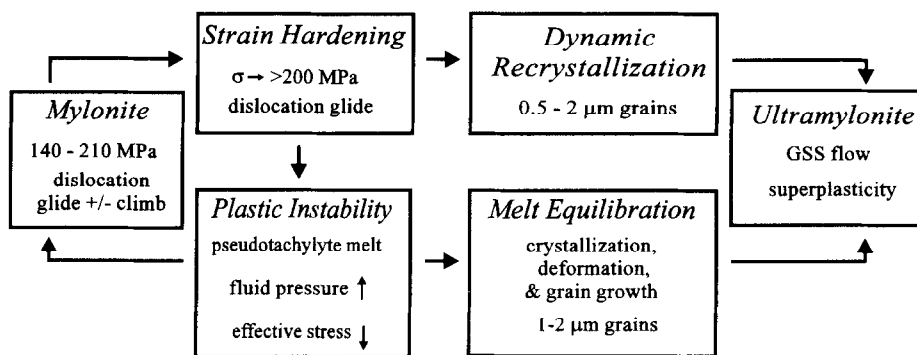 Mylonite
140 - 210 MPa
dislocation
glide +/- climb
Strain Hardening
σ→ >200 MPa
dislocation glide
Dynamic
Recrystallization
0.5 - 2 μm grains
Plastic Instability
pseudotachylyte melt
fluid pressure ↑
effective stress ↓
Melt Equilibration
crystallization,
deformation,
& grain growth
1-2 μm grains
Ultramylonite
GSS flow
superplasticity